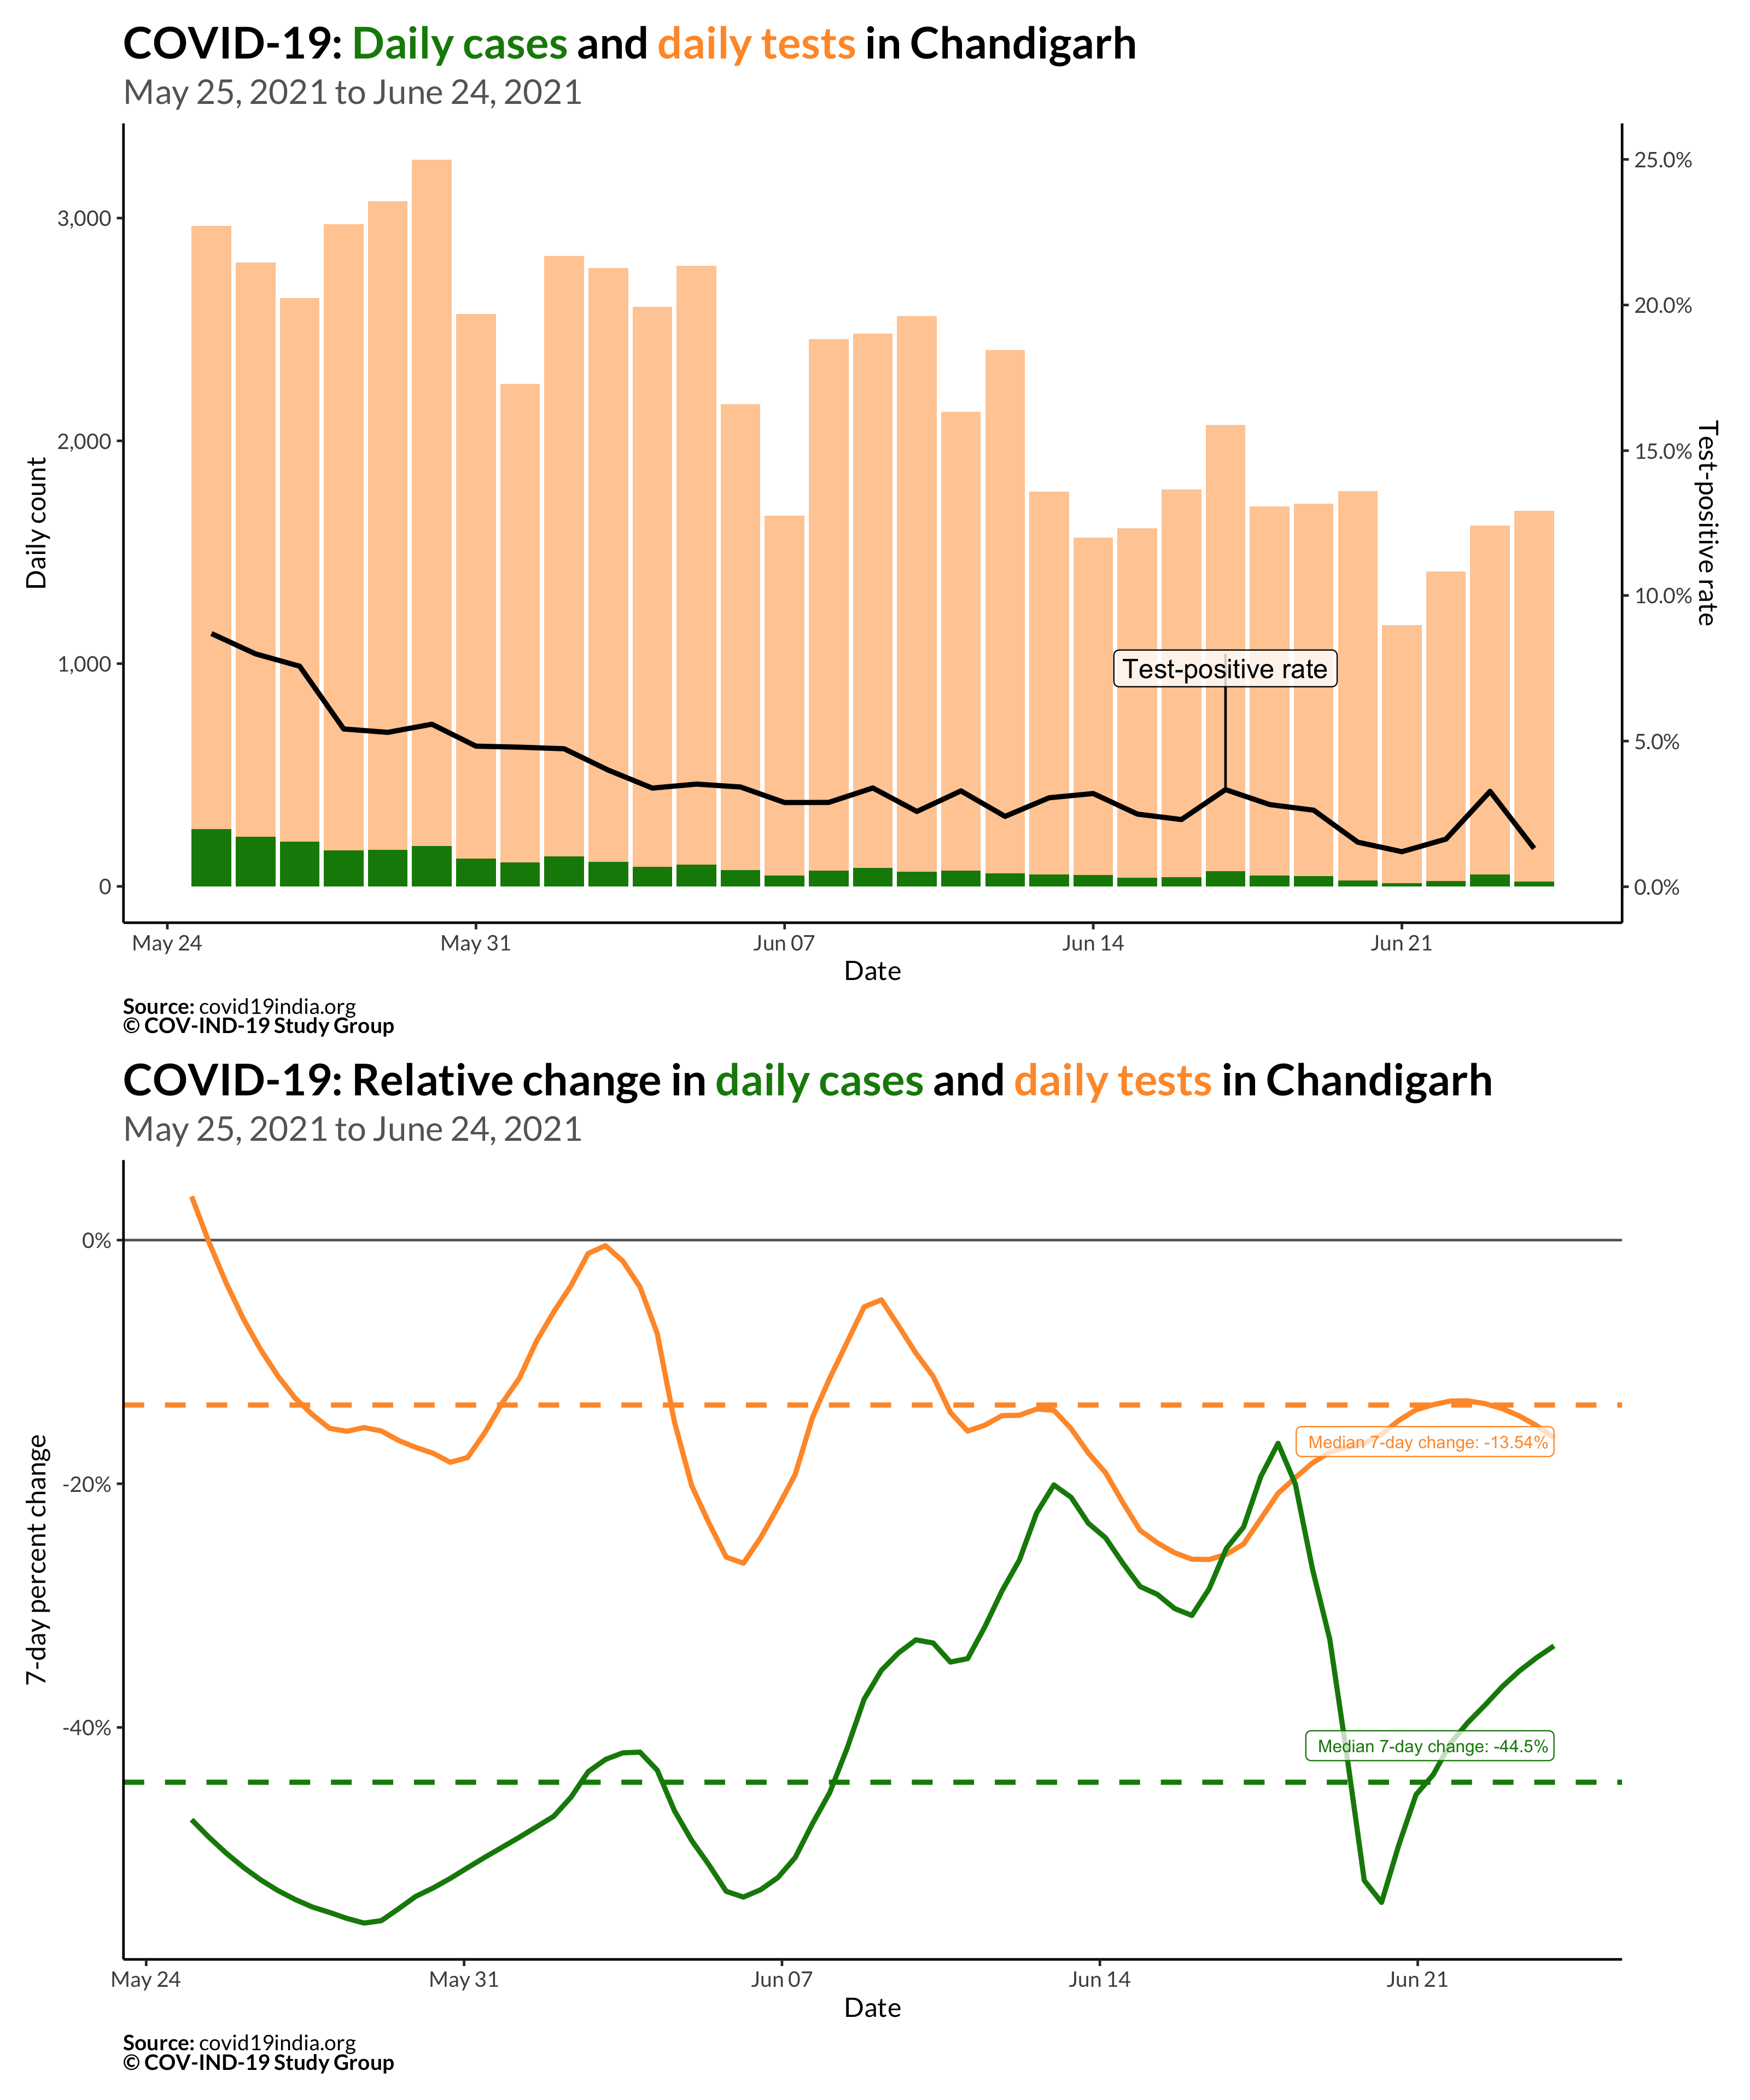 COVID-19: Daily cases and daily tests in Chandigarh
May 25, 2021 to June 24, 2021
Daily count
3,000
2,000
1,000
0
25.0%
20.0%
15.0%
10.0%
5.0%
0.0%
Test-positive rate
Test-positive rate
May 24
May 31
Jun 07
Jun 14
Jun 21
Date
Source: covid19india.org
© COV-IND-19 Study Group
COVID-19: Relative change in daily cases and daily tests in Chandigarh
May 25, 2021 to June 24, 2021
7-day percent change
0%
-20%
-40%
Median 7-day change: -13.54%
Median 7-day change: -44.5%
May 24
May 31
Jun 07
Jun 14
Jun 21
Date
Source: covid19india.org
© COV-IND-19 Study Group